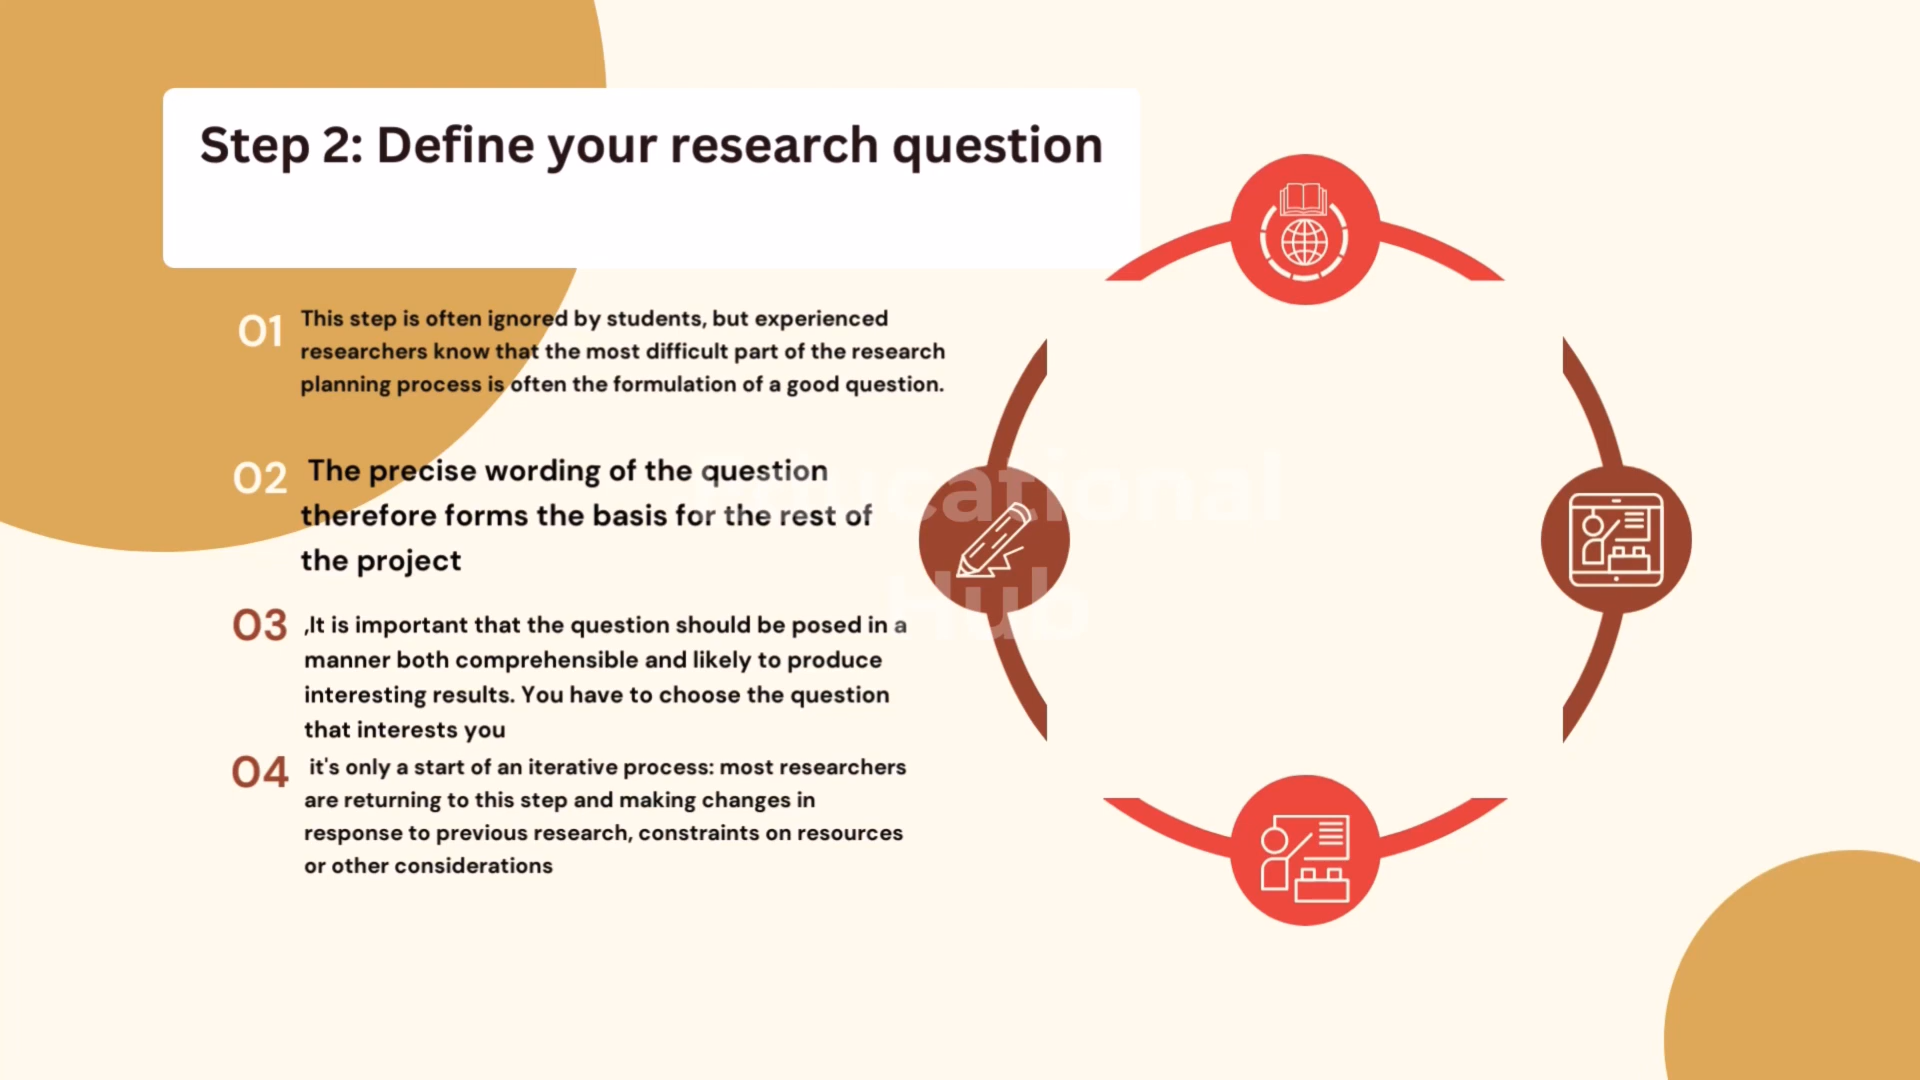 Step 2: Define your research question
01 This step is often ignored by students, but experienced
researchers know that the most difficult part of the research
planning process is often the formulation of a good question.
02 The precise wording of the question
therefore forms the basis for the rest of
the project
03 ,It is important that the question should be posed in a
manner both comprehensible and likely to produce
interesting results. You have to choose the question
that interests you
04 it's only a start of an iterative process: most researchers
are returning to this step and making changes in
response to previous research, constraints on resources
or other considerations
Educational
Hub